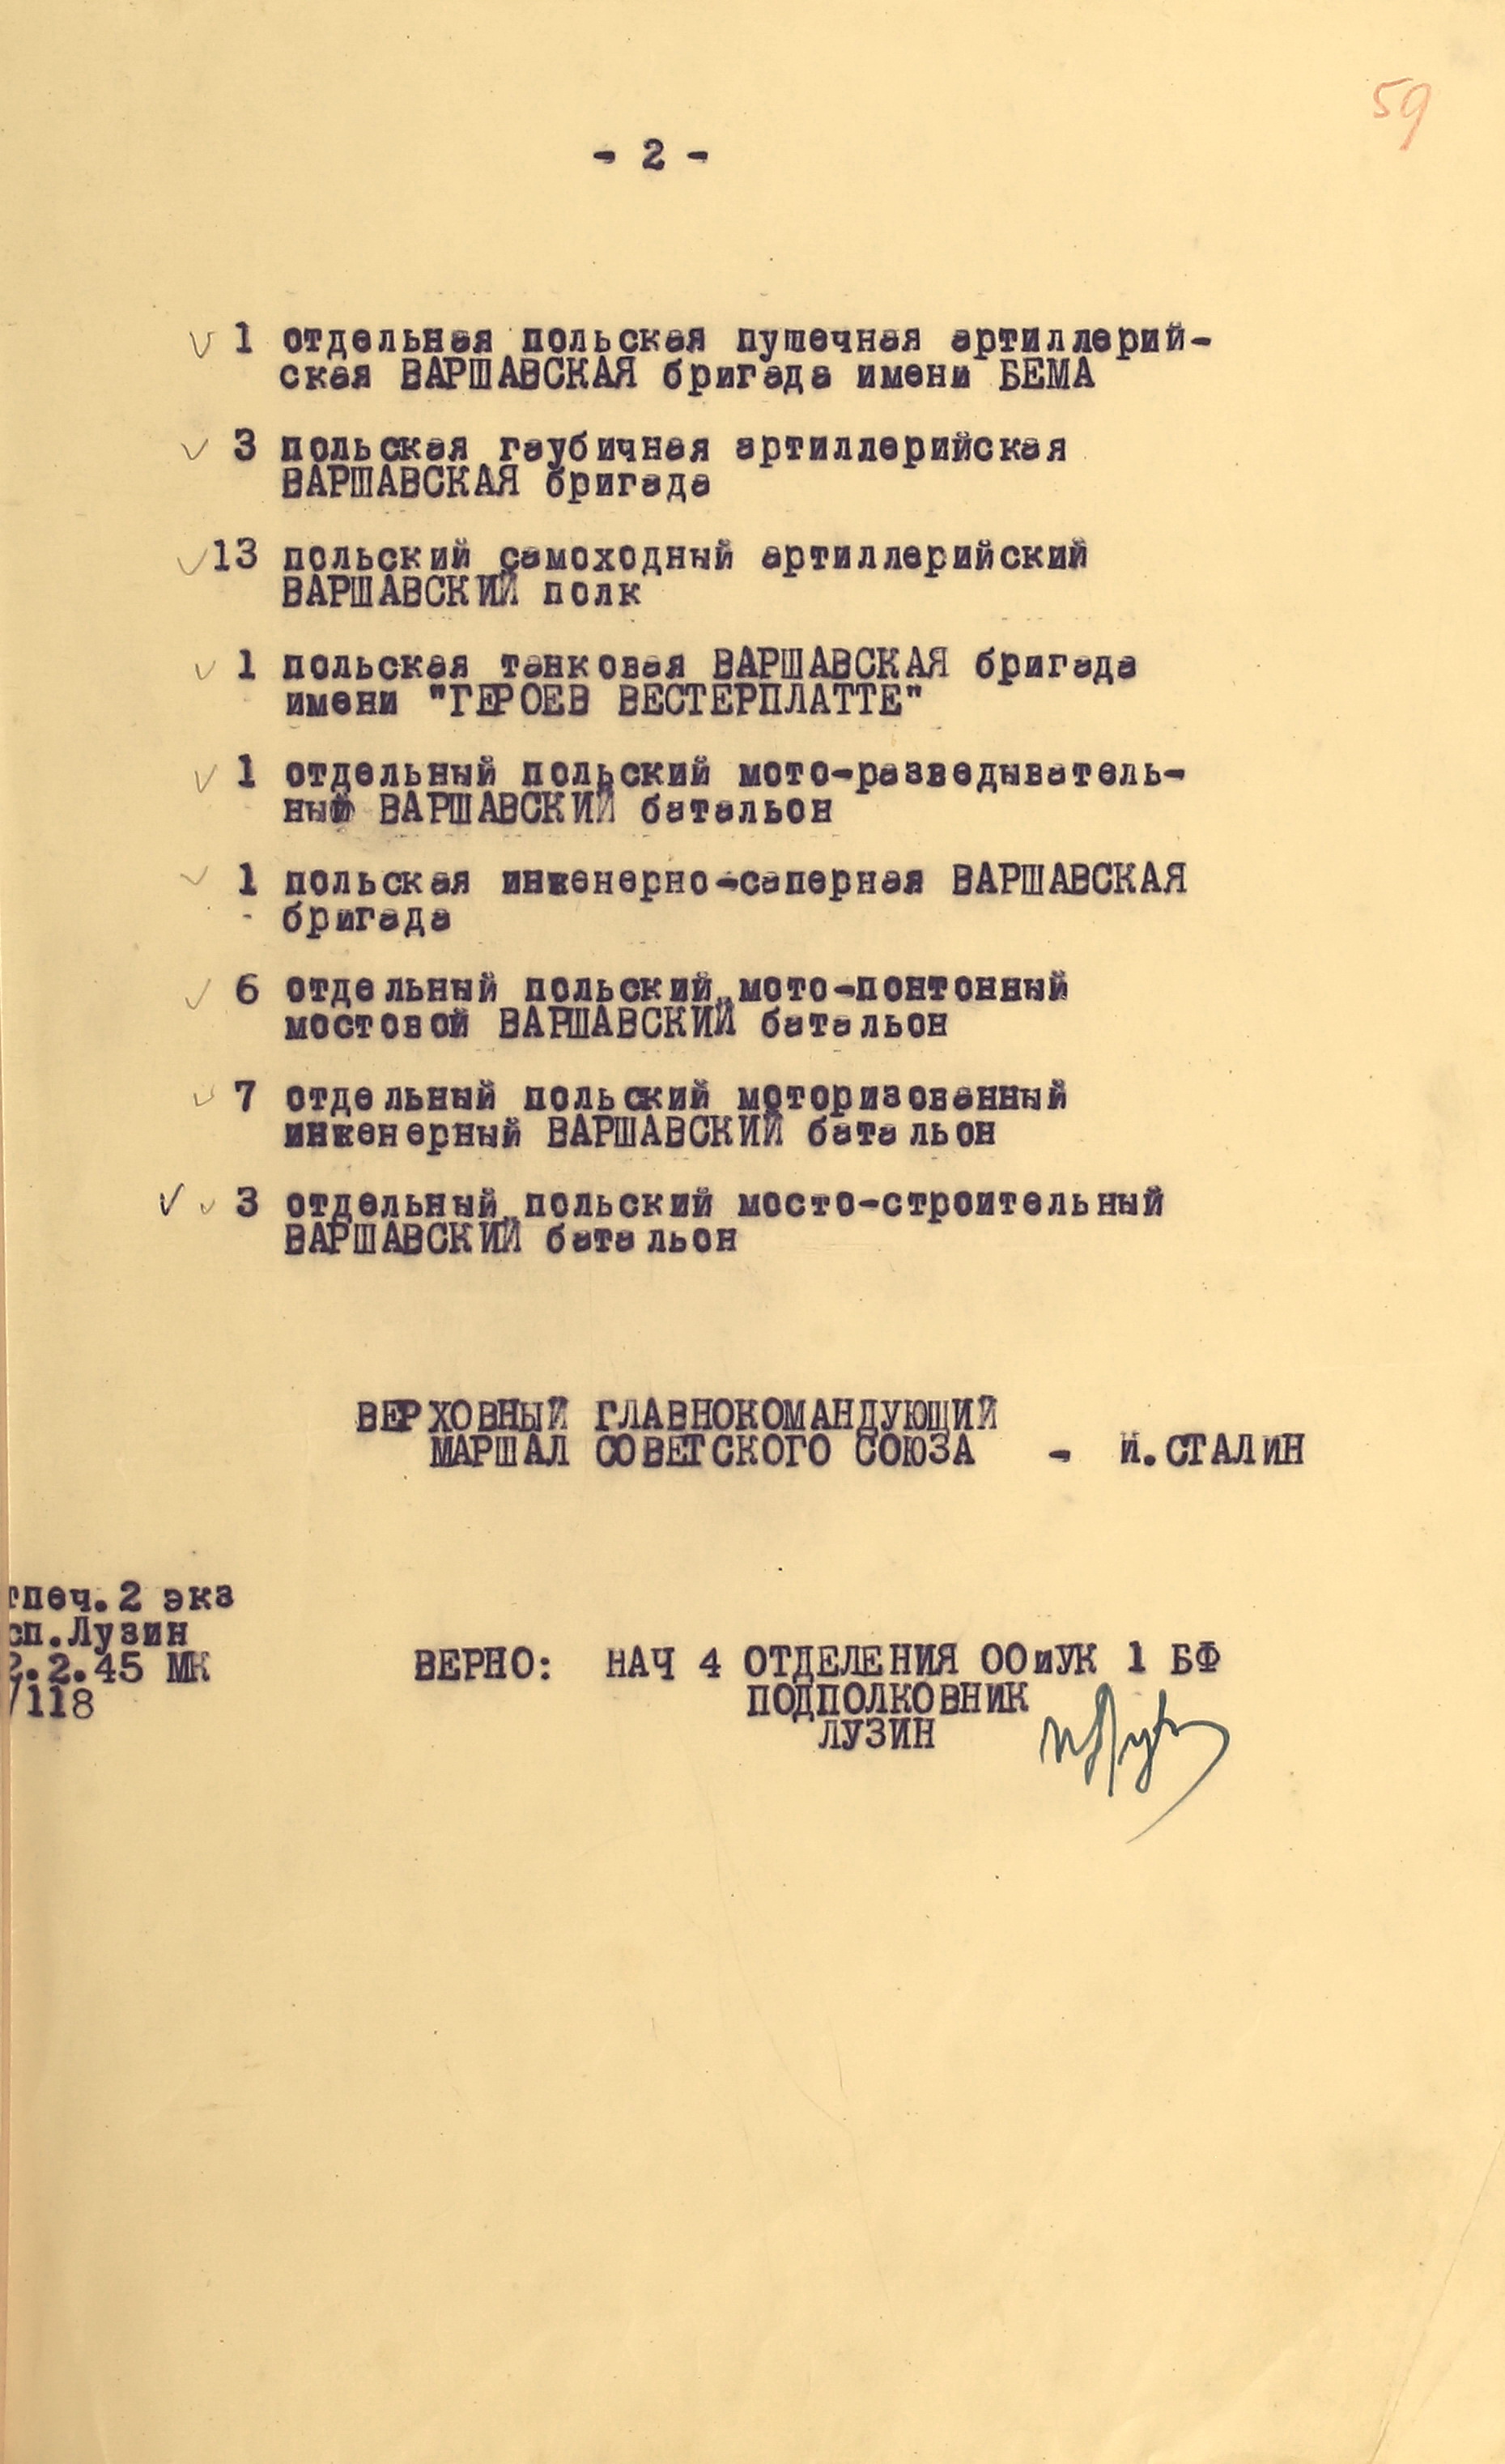 59
- 2 -
1 отдельная польская пушечная артиллерий-
ская ВАРШАВСКАЯ бригада имени БЕМА
3 польская гаубичная артиллерийская
ВАРШАВСКАЯ бригада
13 польский самоходный артиллерийский
ВАРШАВСКИЙ полк
1 польская танковая ВАРШАВСКАЯ бригада
имени "ГЕРОЕВ ВЕСТЕРПЛАТТЕ"
1 отдельный польский мото-разведыватель-
ный ВАРШАВСКИЙ батальон
1 польская инженерно-саперная ВАРШАВСКАЯ
бригада
6 отдельный польский мото-понтонный
мостовой ВАРШАВСКИЙ батальон
7 отдельный польский моторизованный
инженерный ВАРШАВСКИЙ батальон
3 отдельный польский мосто-строительный
ВАРШАВСКИЙ батальон
ВЕРХОВНЫЙ ГЛАВНОКОМАНДУЮЩИЙ
МАРШАЛ СОВЕТСКОГО СОЮЗА - И.СТАЛИН
тпеч.2 экз
сп.Лузин
2.2.45 МК
/118
ВЕРНО: НАЧ 4 ОТДЕЛЕНИЯ ООиУК 1 БФ
ПОДПОЛКОВНИК
ЛУЗИН